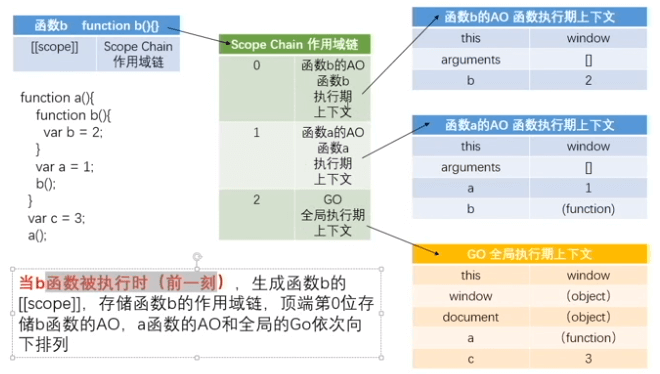 函数b function b(){}
[[scope]] Scope Chain
作用域链
function a(){
function b(){
var b = 2;
}
var a = 1;
b();
}
var c = 3;
a();
Scope Chain 作用域链
0 函数b的AO
函数b
执行期
上下文
1 函数a的AO
函数a
执行期
上下文
2 GO
全局执行期
上下文
函数b的AO 函数执行期上下文
this window
arguments []
b 2
函数a的AO 函数执行期上下文
this window
arguments []
a 1
b (function)
GO 全局执行期上下文
this window
window （object）
document （object）
a （function）
c 3
当b函数被执行时（前一刻），生成函数b的
[[scope]]，存储函数b的作用域链，顶端第0位存
储b函数的AO，a函数的AO和全局的Go依次向
下排列